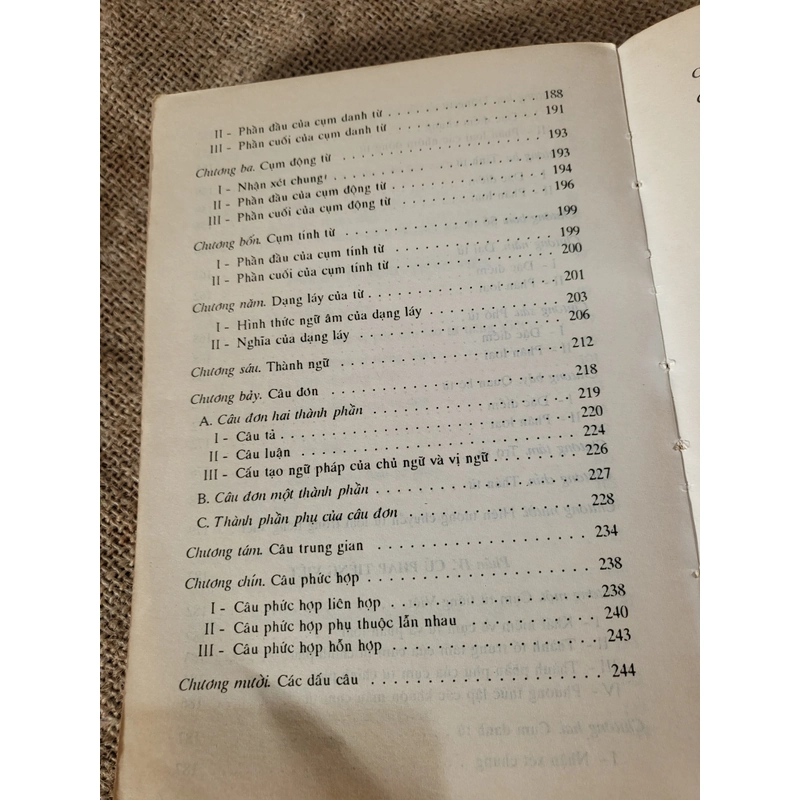 II - Phần đầu của cụm danh từ . . . . . . . . . . . . . . . . 188
III - Phần cuối của cụm danh từ . . . . . . . . . . . . . . . . 191
Chương ba. Cụm động từ . . . . . . . . . . . . . . . . 193
I - Nhận xét chung . . . . . . . . . . . . . . . . 193
II - Phần đầu của cụm động từ . . . . . . . . . . . . . . . . 194
III - Phần cuối của cụm động từ . . . . . . . . . . . . . . . . 196
Chương bốn. Cụm tính từ . . . . . . . . . . . . . . . . 199
I - Phần đầu của cụm tính từ . . . . . . . . . . . . . . . . 199
II - Phần cuối của cụm tính từ . . . . . . . . . . . . . . . . 200
Chương năm. Dạng láy của từ . . . . . . . . . . . . . . . . 201
I - Hình thức ngữ âm của dạng láy . . . . . . . . . . . . . . . . 203
II - Nghĩa của dạng láy . . . . . . . . . . . . . . . . 206
Chương sáu. Thành ngữ . . . . . . . . . . . . . . . . 212
Chương bảy. Câu đơn . . . . . . . . . . . . . . . . 218
A. Câu đơn hai thành phần . . . . . . . . . . . . . . . . 219
I - Câu tả . . . . . . . . . . . . . . . . 220
II - Câu luận . . . . . . . . . . . . . . . . 224
III - Cấu tạo ngữ pháp của chủ ngữ và vị ngữ . . . . . . . . 226
B. Câu đơn một thành phần . . . . . . . . . . . . . . . . 227
C. Thành phần phụ của câu đơn . . . . . . . . . . . . . . . . 228
Chương tám. Câu trung gian . . . . . . . . . . . . . . . . 234
Chương chín. Câu phức hợp . . . . . . . . . . . . . . . . 238
I - Câu phức hợp liên hợp . . . . . . . . . . . . . . . . 238
II - Câu phức hợp phụ thuộc lẫn nhau . . . . . . . . . . . 240
III - Câu phức hợp hỗn hợp . . . . . . . . . . . . . . . . 243
Chương mười. Các dấu câu . . . . . . . . . . . . . . . . 244